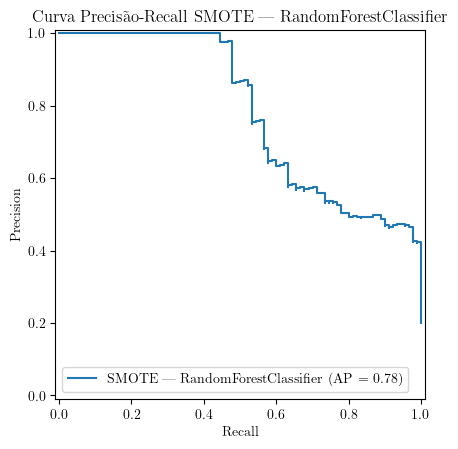 Curva Precisão-Recall SMOTE — RandomForestClassifier
1.0
0.8
0.6
0.4
0.2
0.0
Precision
SMOTE — RandomForestClassifier (AP = 0.78)
0.0 0.2 0.4 0.6 0.8 1.0
Recall